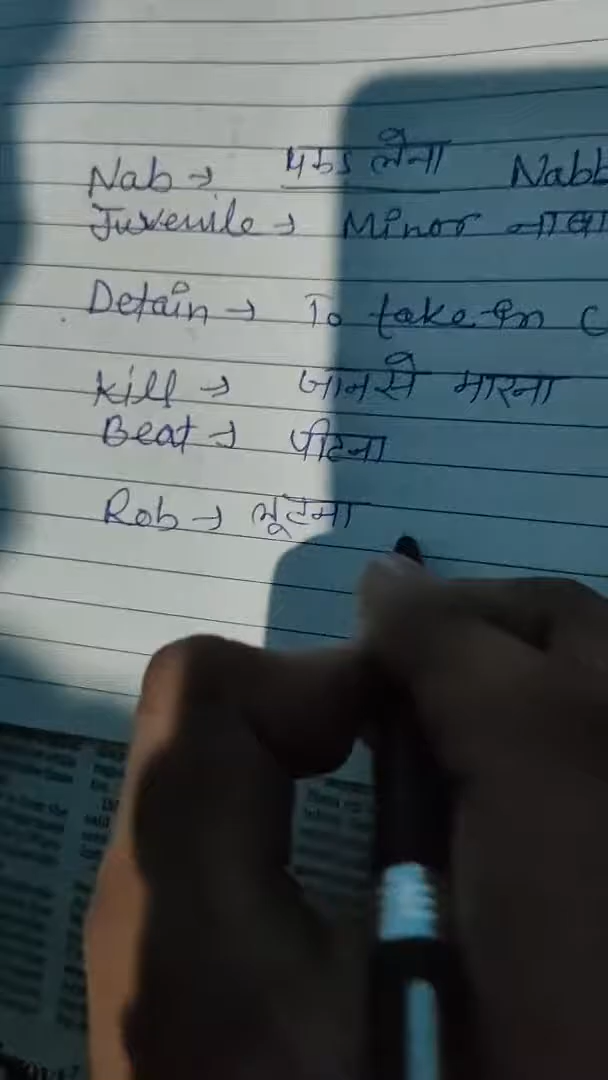 Nab → पकड लेना Nabb
Juvenile → Minor नाबा
Detain → To take in C
Kill → जान से मारना
Beat → पीटना
Rob → लूटना